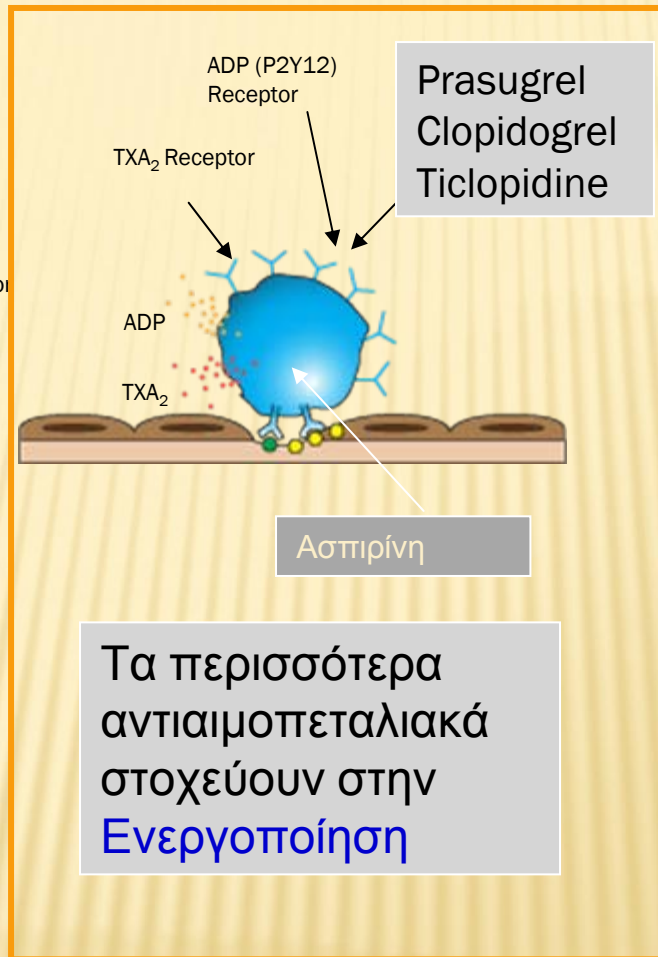 ADP (P2Y12)
Receptor
Prasugrel
Clopidogrel
Ticlopidine
TXA₂ Receptor
ADP
TXA₂
Ασπιρίνη
Τα περισσότερα
αντιαιμοπεταλιακά
στοχεύουν στην
Ενεργοποίηση